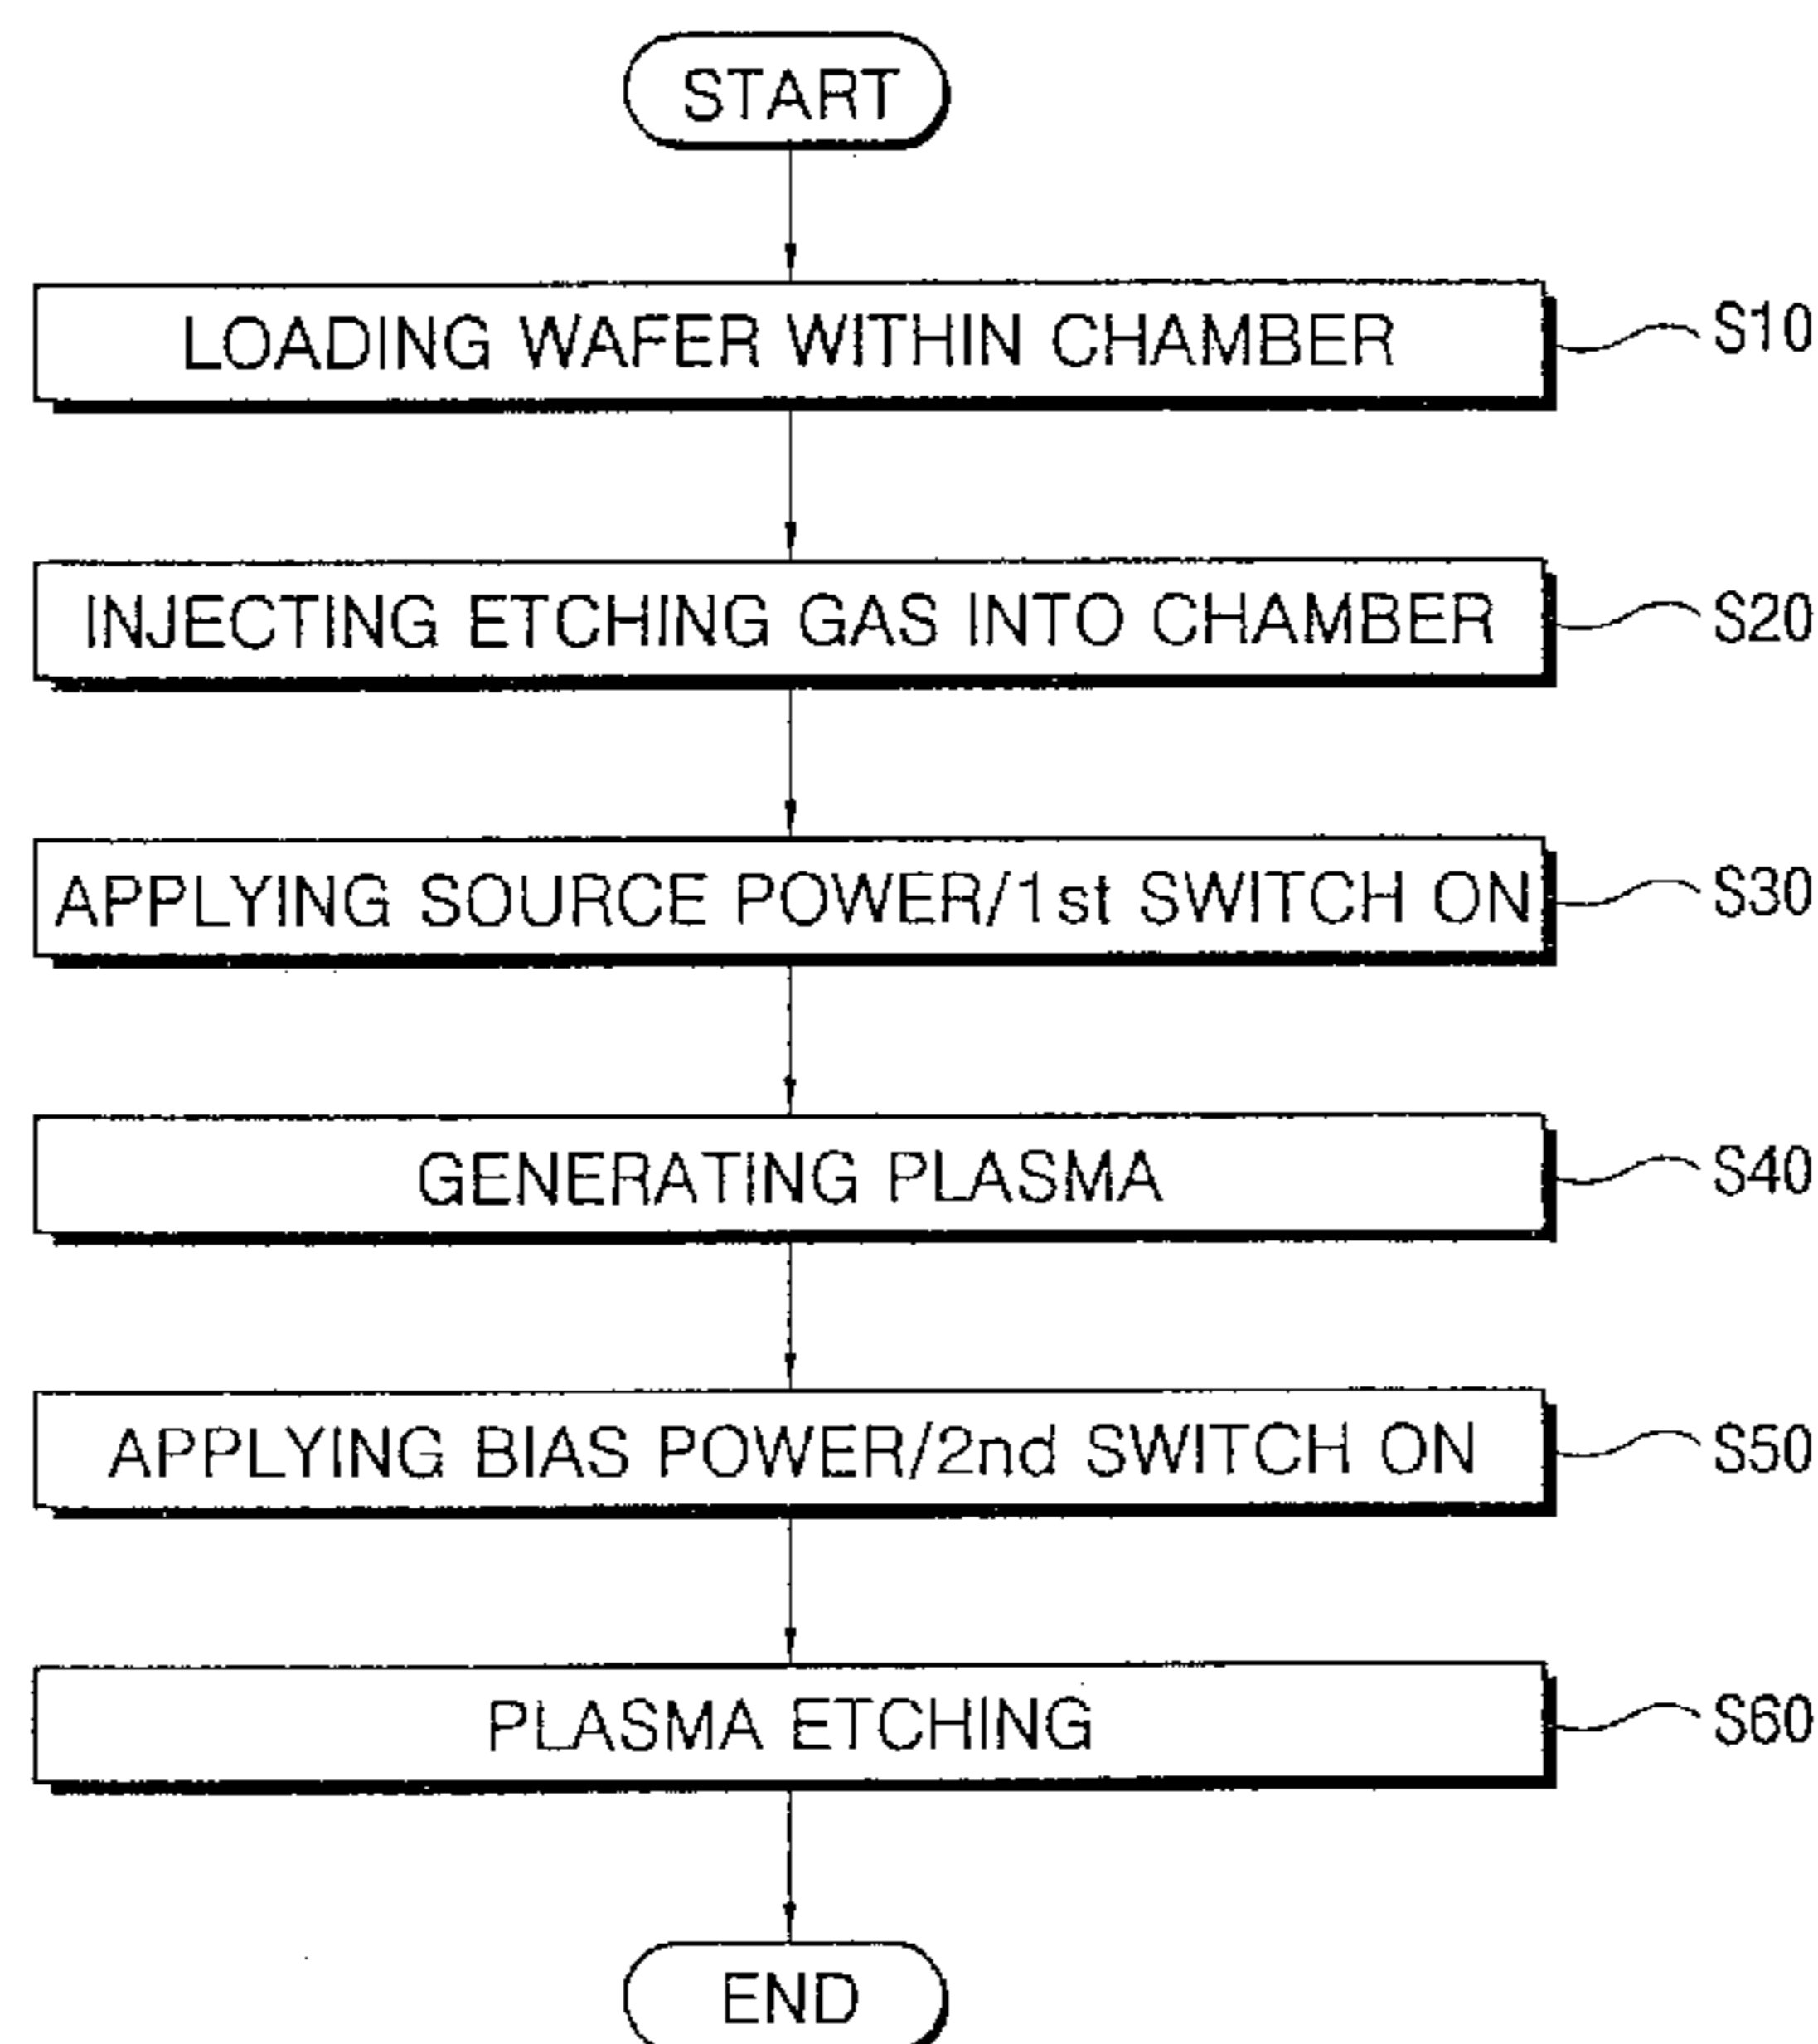 START
LOADING WAFER WITHIN CHAMBER S10
INJECTING ETCHING GAS INTO CHAMBER S20
APPLYING SOURCE POWER/1st SWITCH ON S30
GENERATING PLASMA S40
APPLYING BIAS POWER/2nd SWITCH ON S50
PLASMA ETCHING S60
END